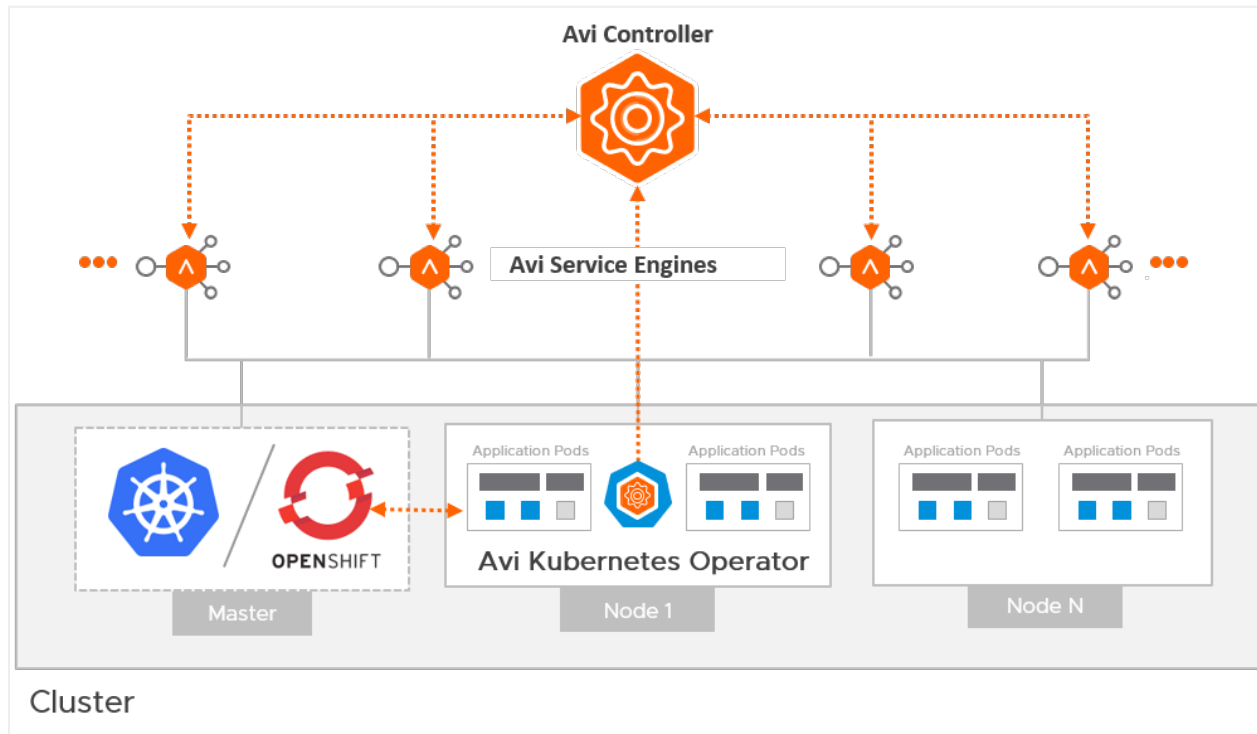 Avi Controller
Avi Service Engines
Application Pods
Application Pods
Application Pods
Application Pods
OPENSHIFT
Avi Kubernetes Operator
Master
Node 1
Node N
Cluster